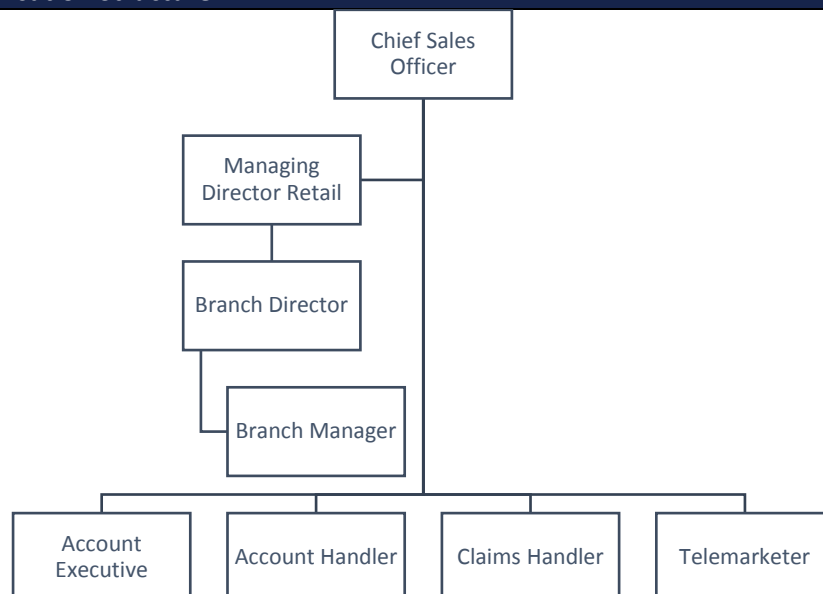 Chief Sales
Officer
Managing
Director Retail
Branch Director
Branch Manager
Account
Executive
Account Handler
Claims Handler
Telemarketer